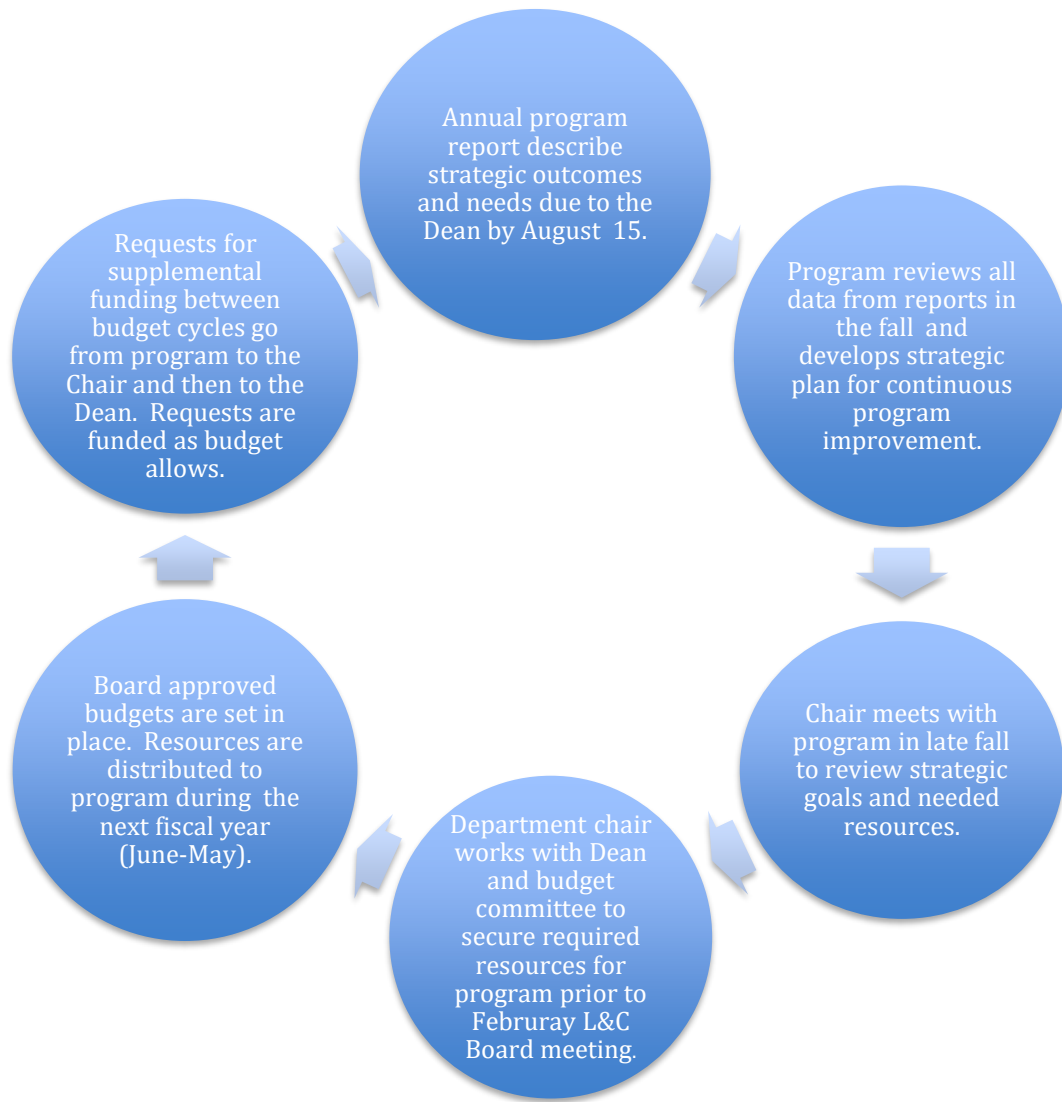 Annual program
report describe
strategic outcomes
and needs due to the
Dean by August 15.
Program reviews all
data from reports in
the fall and
develops strategic
plan for continuous
program
improvement.
Chair meets with
program in late fall
to review strategic
goals and needed
resources.
Department chair
works with Dean
and budget
committee to
secure required
resources for
program prior to
Februray L&C
Board meeting.
Board approved
budgets are set in
place. Resources are
distributed to
program during the
next fiscal year
(June-May).
Requests for
supplemental
funding between
budget cycles go
from program to the
Chair and then to the
Dean. Requests are
funded as budget
allows.